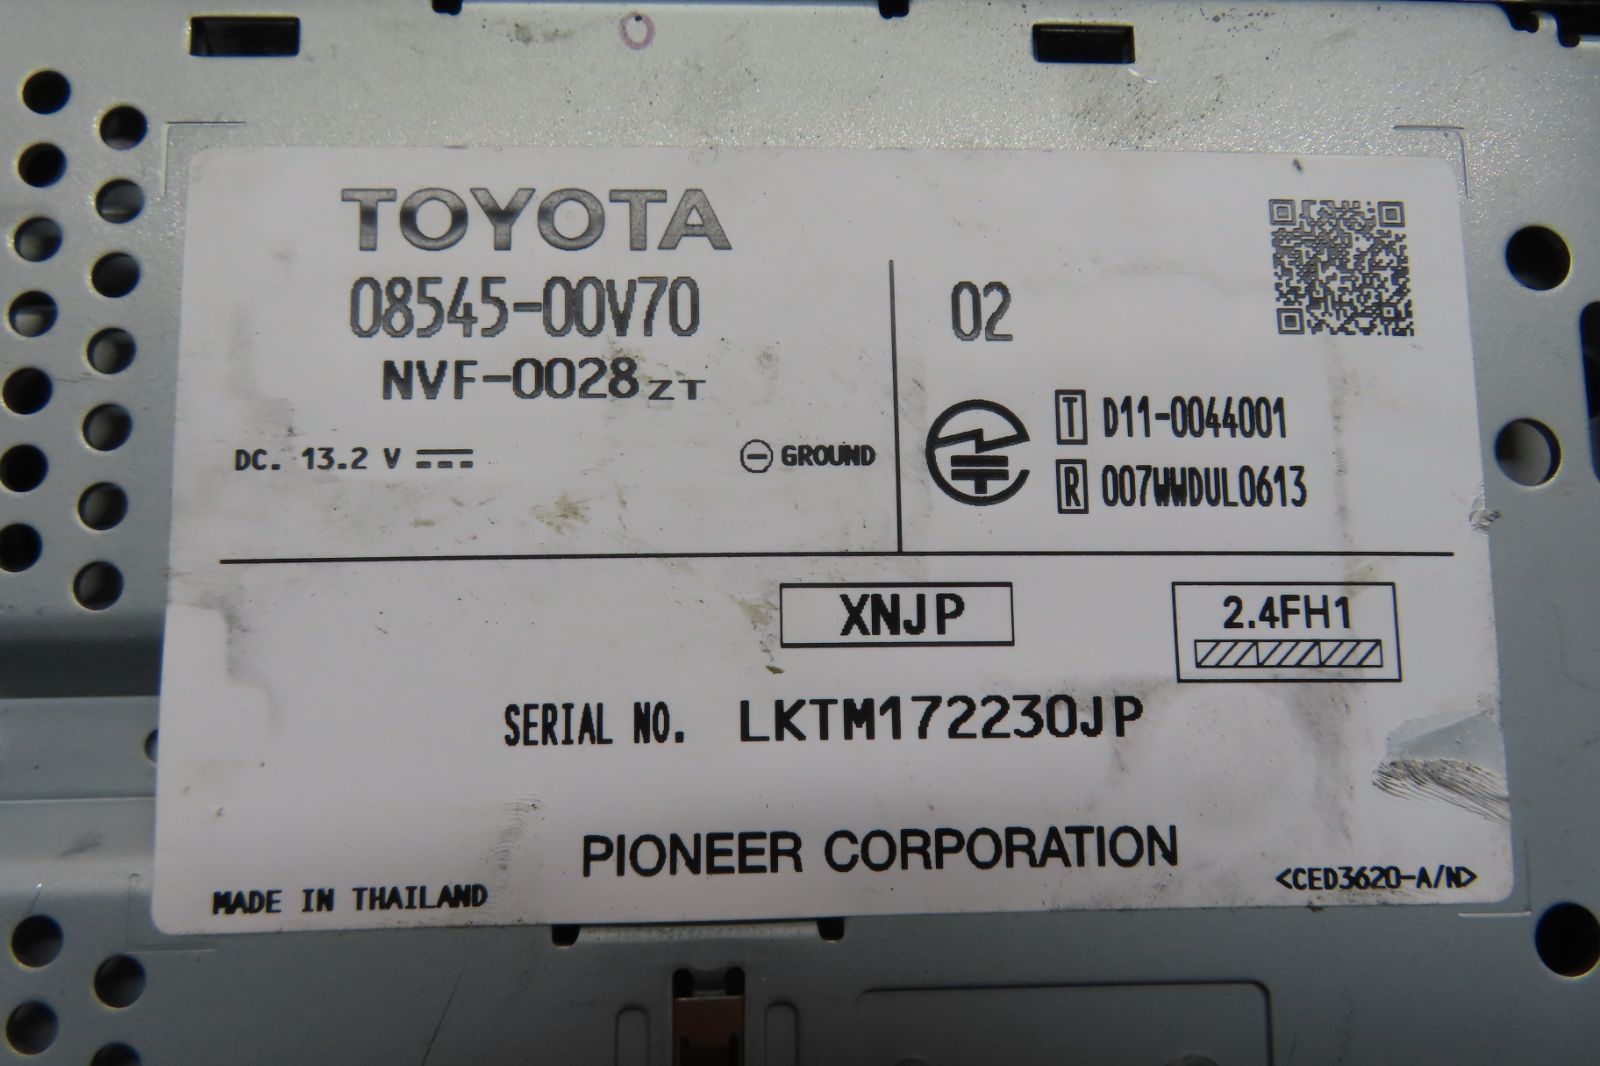 TOYOTA
08545-00V70
NVF-0028ZT
DC. 13.2 V
GROUND
02
T D11-0044001
R 007WWDUL0613
XNJP
2.4FH1
SERIAL NO. LKTM172230JP
PIONEER CORPORATION
MADE IN THAILAND
<CED3620-A/N>